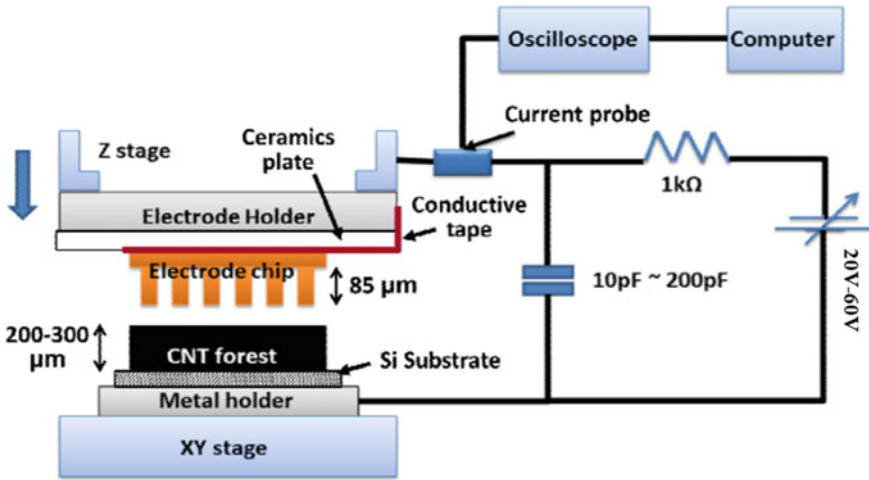 Oscilloscope
Computer
Current probe
Z stage
Ceramics
plate
1kΩ
Electrode Holder
Conductive
tape
Electrode chip
85 µm
10pF ~ 200pF
20V-60V
200-300
µm
CNT forest
Si Substrate
Metal holder
XY stage